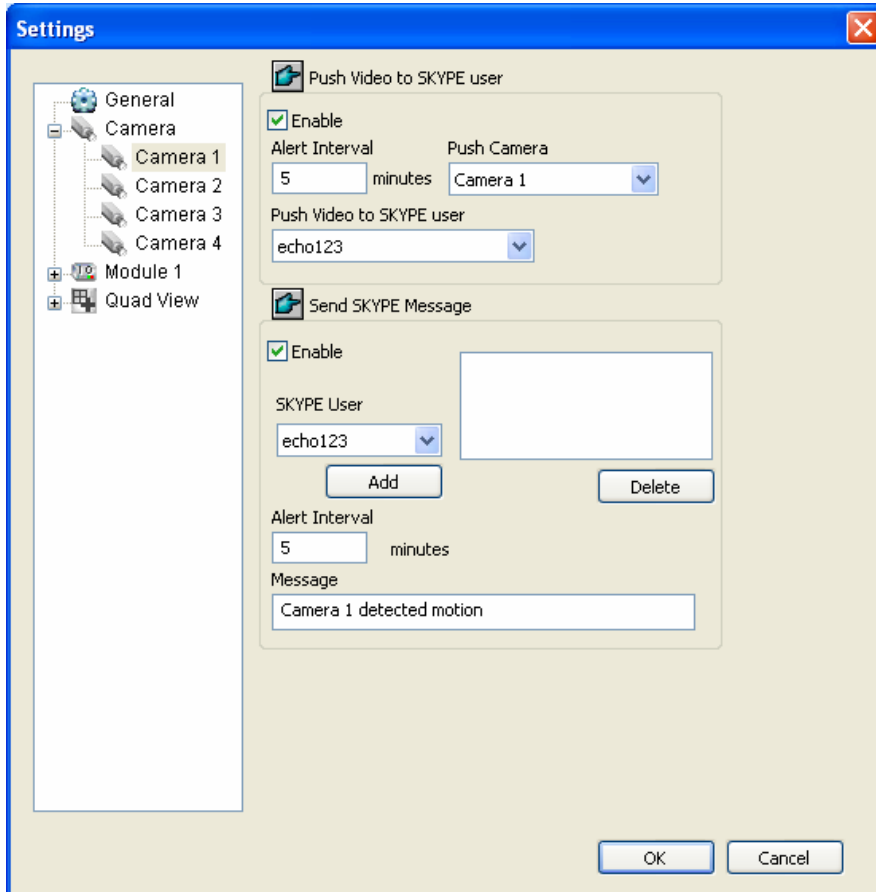 Settings
General
Camera
Camera 1
Camera 2
Camera 3
Camera 4
Module 1
Quad View
Push Video to SKYPE user
Enable
Alert Interval
Push Camera
5 minutes
Camera 1
Push Video to SKYPE user
echo123
Send SKYPE Message
Enable
SKYPE User
echo123
Add
Delete
Alert Interval
5 minutes
Message
Camera 1 detected motion
OK
Cancel